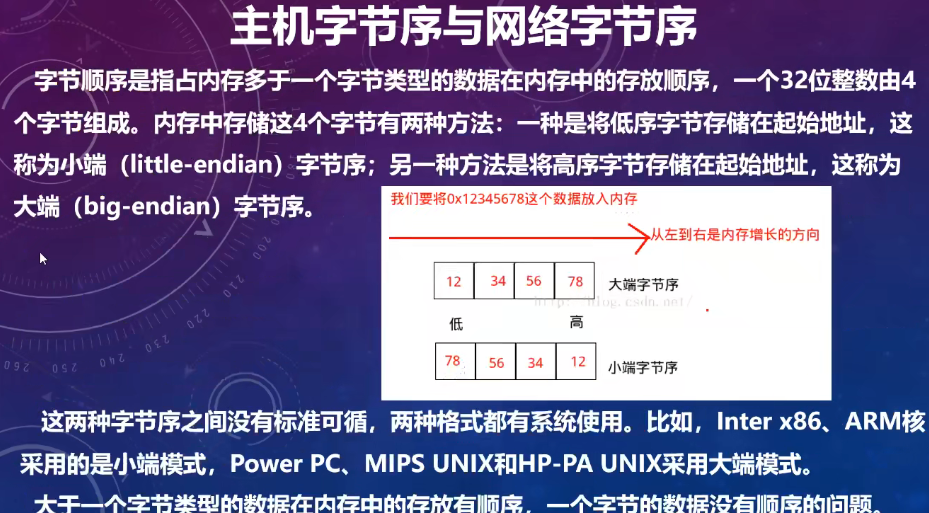 主机字节序与网络字节序
字节顺序是指占内存多于一个字节类型的数据在内存中的存放顺序，一个32位整数由4
个字节组成。内存中存储这4个字节有两种方法：一种是将低序字节存储在起始地址，这
称为小端（little-endian）字节序；另一种方法是将高序字节存储在起始地址，这称为
大端（big-endian）字节序。
我们要将0x12345678这个数据放入内存
从左到右是内存增长的方向
12 34 56 78 大端字节序
http://blog.csdn.net/
低 高
78 56 34 12 小端字节序
260 250 240 230 220 210 200
这两种字节序之间没有标准可循，两种格式都有系统使用。比如，Inter x86、ARM核
采用的是小端模式，Power PC、MIPS UNIX和HP-PA UNIX采用大端模式。
大于一个字节类型的数据在内存中的存放有顺序，一个字节的数据没有顺序的问题。